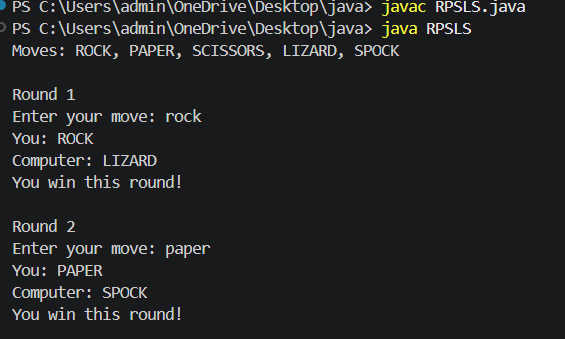 PS C:\Users\admin\OneDrive\Desktop\java> javac RPSLS.java
PS C:\Users\admin\OneDrive\Desktop\java> java RPSLS
Moves: ROCK, PAPER, SCISSORS, LIZARD, SPOCK
Round 1
Enter your move: rock
You: ROCK
Computer: LIZARD
You win this round!
Round 2
Enter your move: paper
You: PAPER
Computer: SPOCK
You win this round!